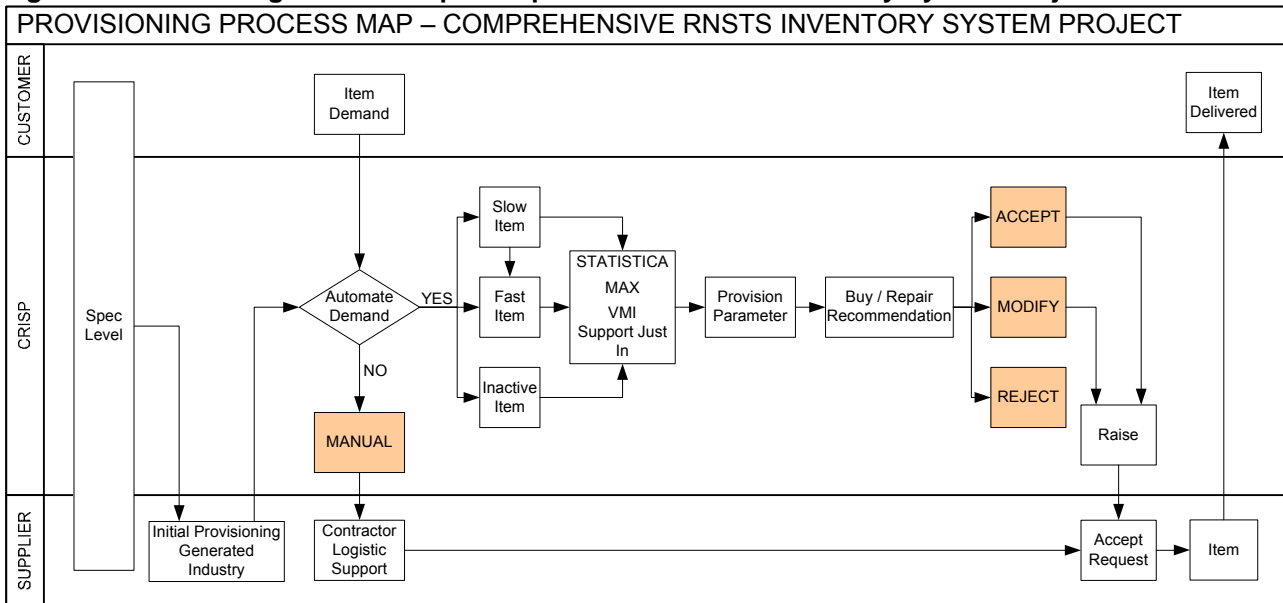 PROVISIONING PROCESS MAP – COMPREHENSIVE RNSTS INVENTORY SYSTEM PROJECT
CUSTOMER
Item
Demand
Item
Delivered
CRISP
Spec
Level
Automate
Demand
YES
NO
MANUAL
Slow
Item
Fast
Item
Inactive
Item
STATISTICA
MAX
VMI
Support Just
In
Provision
Parameter
Buy / Repair
Recommendation
ACCEPT
MODIFY
REJECT
Raise
SUPPLIER
Initial Provisioning
Generated
Industry
Contractor
Logistic
Support
Accept
Request
Item